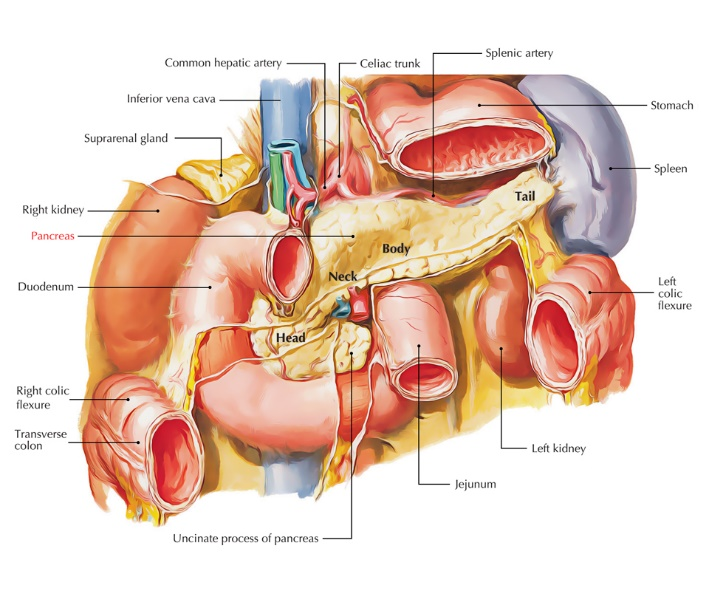 Splenic artery
Common hepatic artery
Celiac trunk
Inferior vena cava
Stomach
Suprarenal gland
Spleen
Tail
Right kidney
Pancreas
Body
Neck
Duodenum
Left
colic
flexure
Head
Right colic
flexure
Transverse
colon
Left kidney
Jejunum
Uncinate process of pancreas